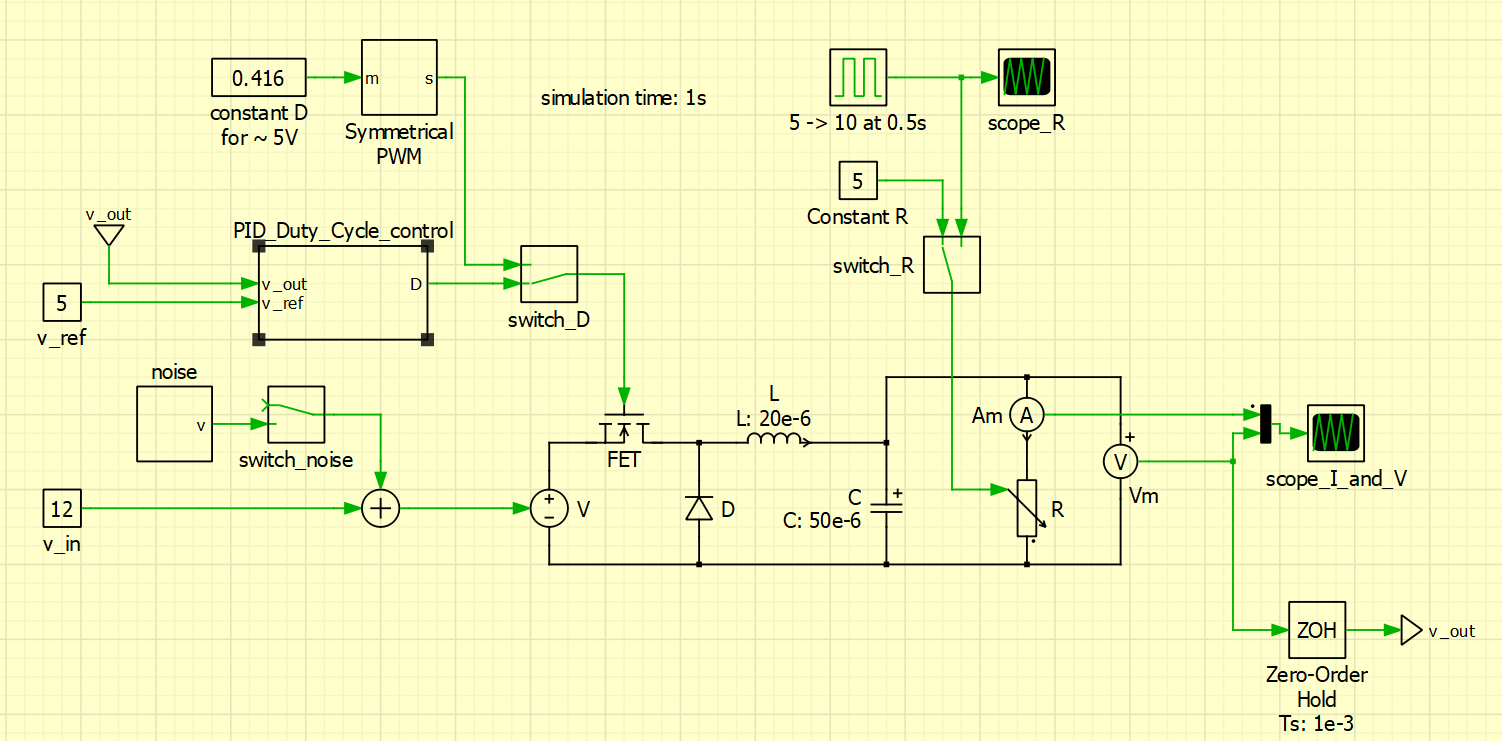 0.416
constant D
for ~ 5V
m
s
Symmetrical
PWM
simulation time: 1s
5 -> 10 at 0.5s
scope_R
5
Constant R
switch_R
v_out
PID_Duty_Cycle_control
v_out
v_ref
D
5
v_ref
switch_D
noise
v
switch_noise
12
v_in
+
V
FET
L
L: 20e-6
D
C
C: 50e-6
+
Am
A
R
V
+
Vm
scope_I_and_V
ZOH
v_out
Zero-Order
Hold
Ts: 1e-3